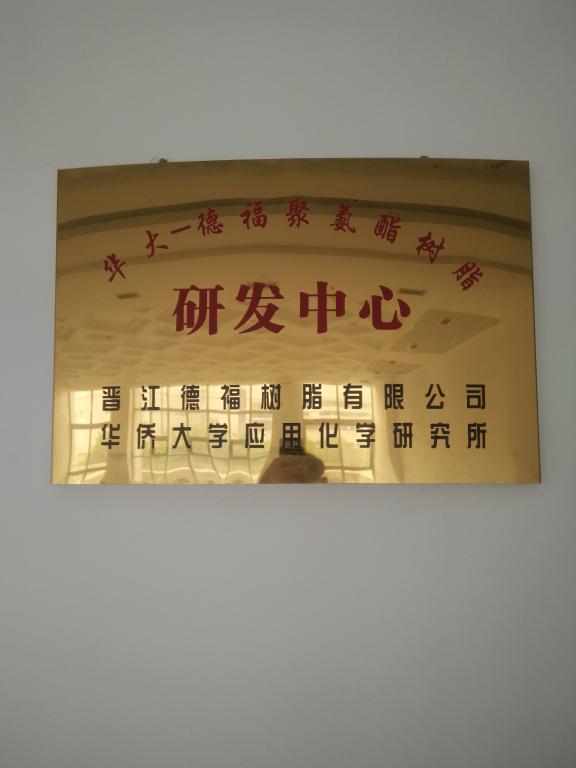 华大一德福聚氨酯树脂
研发中心
晋江德福树脂有限公司
华侨大学应用化学研究所